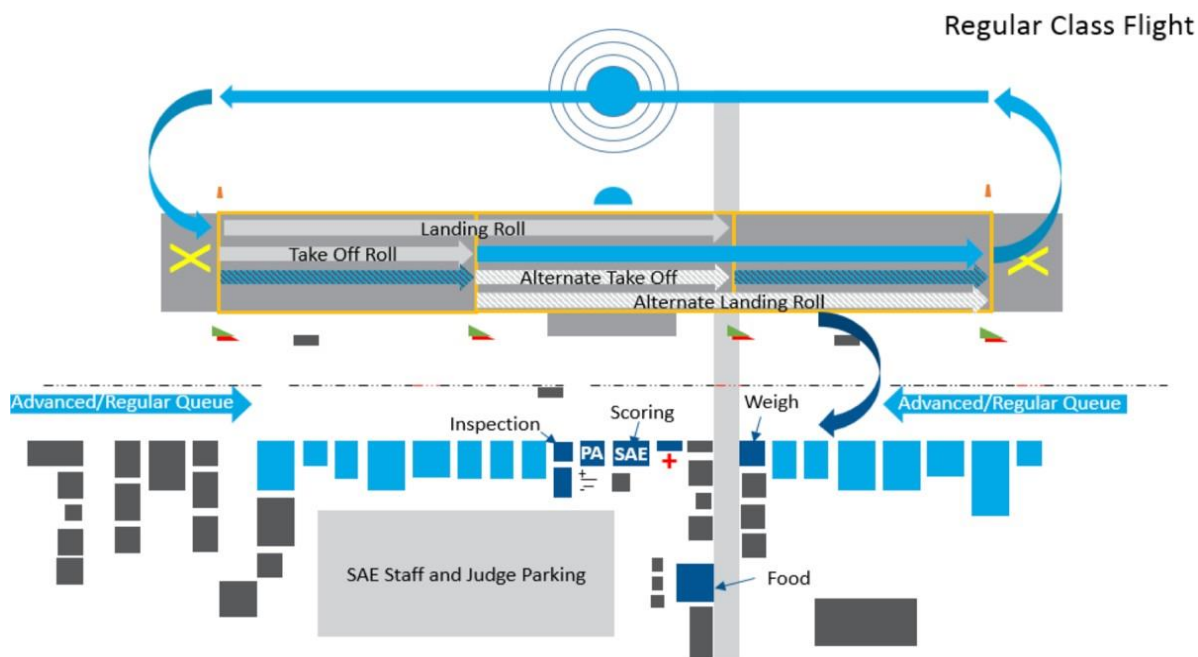 Regular Class Flight
Landing Roll
Take Off Roll
Alternate Take Off
Alternate Landing Roll
Advanced/Regular Queue
Advanced/Regular Queue
Inspection
Scoring
Weigh
PA
SAE
SAE Staff and Judge Parking
Food